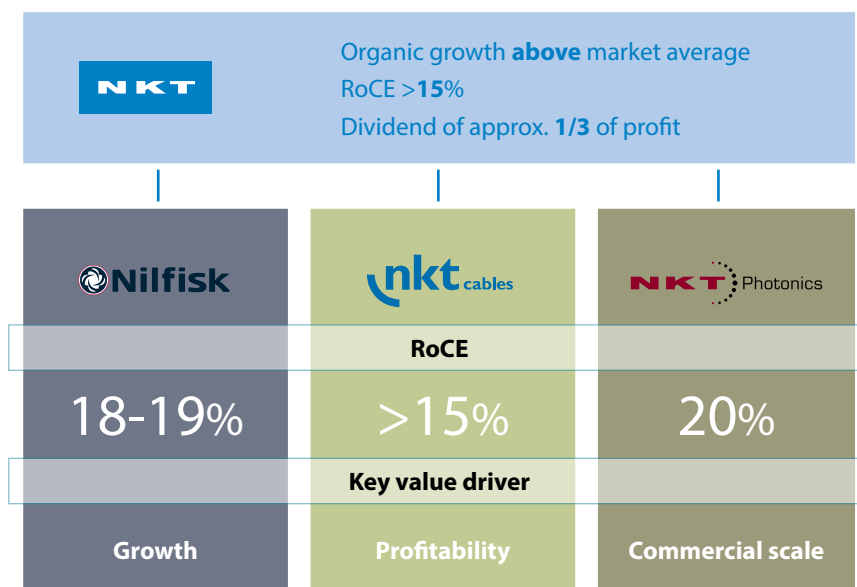 NKT
Organic growth above market average
RoCE >15%
Dividend of approx. 1/3 of profit
Nilfisk
nkt cables
NKT Photonics
RoCE
18-19%
>15%
20%
Key value driver
Growth
Profitability
Commercial scale